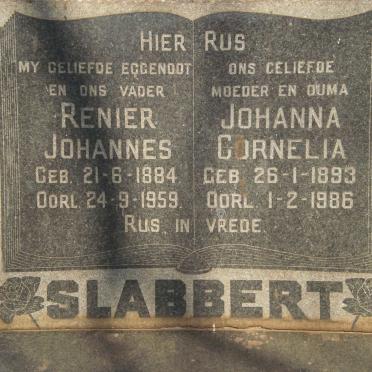 HIER RUS
MY GELIEFDE EGGENOOT
EN ONS VADER
RENIER
JOHANNES
GEB. 21-6-1884
OORL. 24-9-1959
ONS GELIEFDE
MOEDER EN OUMA
JOHANNA
CORNELIA
GEB. 26-1-1893
OORL. 1-2-1986
RUS IN VREDE.
SLABBERT